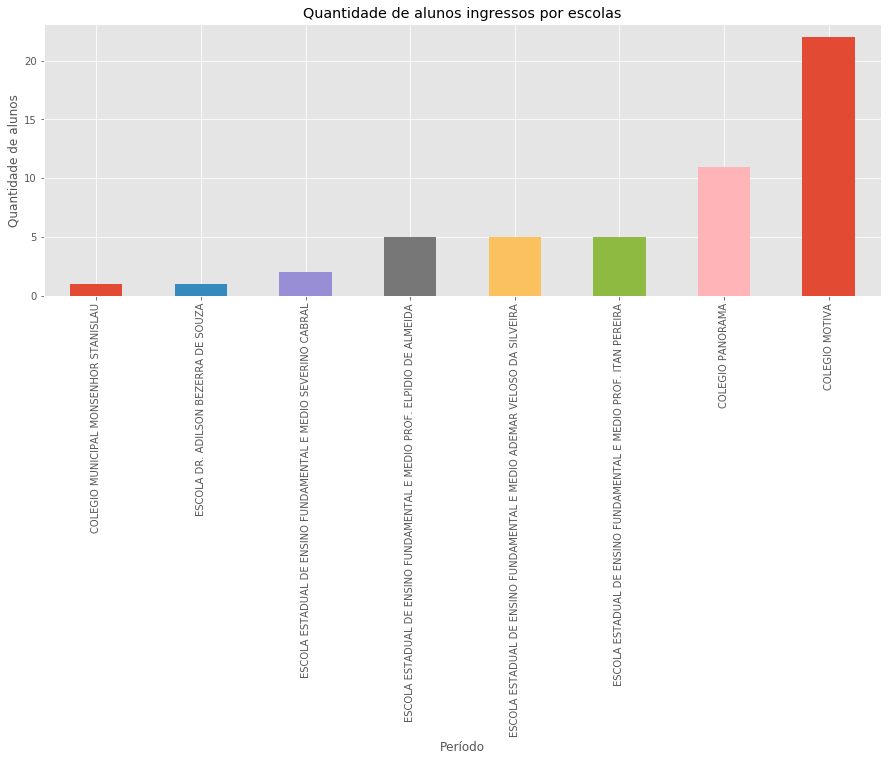 Quantidade de alunos ingressos por escolas
Quantidade de alunos
20
15
10
5
0
COLEGIO MUNICIPAL MONSENHOR STANISLAU
ESCOLA DR. ADILSON BEZERRA DE SOUZA
ESCOLA ESTADUAL DE ENSINO FUNDAMENTAL E MEDIO SEVERINO CABRAL
ESCOLA ESTADUAL DE ENSINO FUNDAMENTAL E MEDIO PROF. ELPIDIO DE ALMEIDA
ESCOLA ESTADUAL DE ENSINO FUNDAMENTAL E MEDIO ADEMAR VELOSO DA SILVEIRA
ESCOLA ESTADUAL DE ENSINO FUNDAMENTAL E MEDIO PROF. ITAN PEREIRA
COLEGIO PANORAMA
COLEGIO MOTIVA
Período